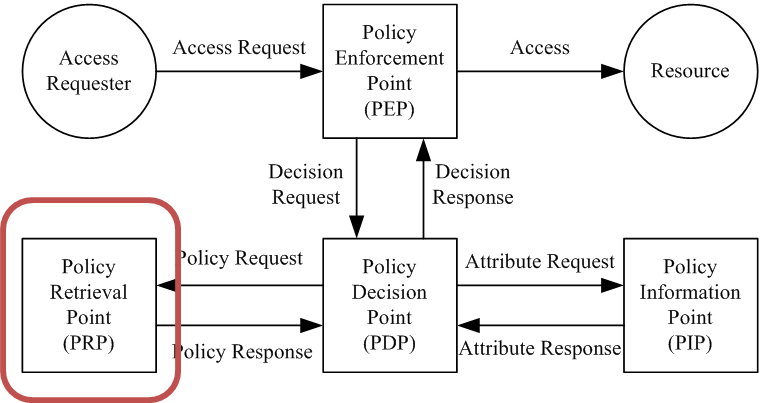 Access
Requester
Access Request
Policy
Enforcement
Point
(PEP)
Access
Resource
Decision
Request
Decision
Response
Policy
Retrieval
Point
(PRP)
Policy Request
Policy Response
Policy
Decision
Point
(PDP)
Attribute Request
Attribute Response
Policy
Information
Point
(PIP)